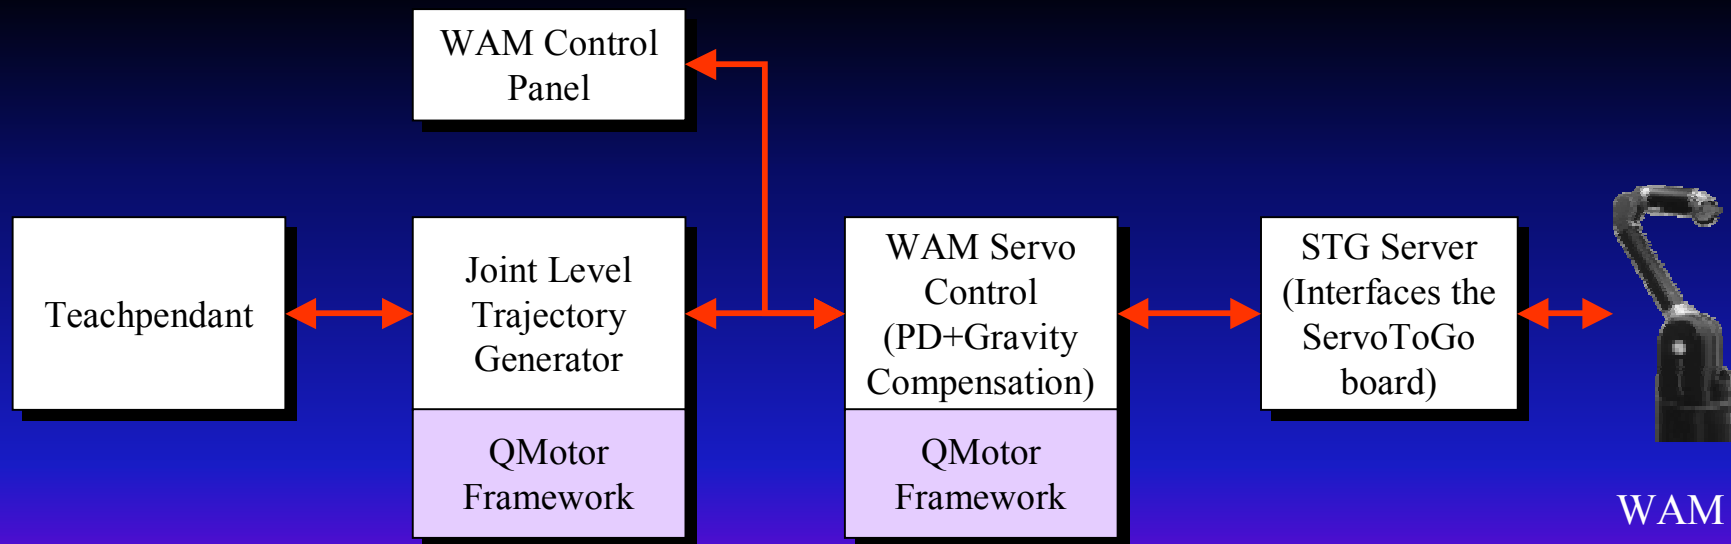 WAM Control
Panel
Teachpendant
Joint Level
Trajectory
Generator
QMotor
Framework
WAM Servo
Control
(PD+Gravity
Compensation)
QMotor
Framework
STG Server
(Interfaces the
ServoToGo
board)
WAM